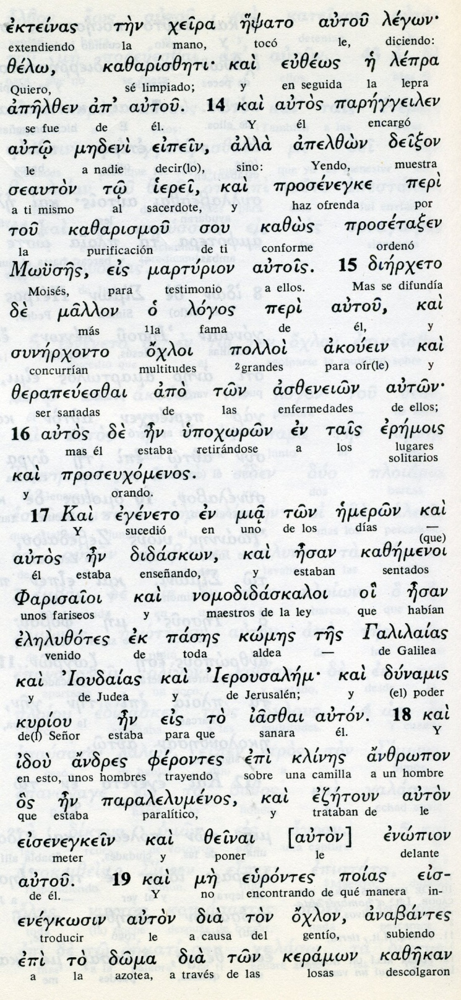 ἐκτείνας τὴν χεῖρα ἥψατο αὐτοῦ λέγων·
extendiendo la mano, tocó le, diciendo:
θέλω, καθαρίσθητι· καὶ εὐθέως ἡ λέπρα
Quiero, sé limpiado; y en seguida la lepra
ἀπῆλθεν ἀπ' αὐτοῦ. 14 καὶ αὐτὸς παρήγγειλεν
se fue de él. Y él encargó
αὐτῷ μηδενὶ εἰπεῖν, ἀλλὰ ἀπελθὼν δεῖξον
le a nadie decir(lo), sino: Yendo, muestra
σεαυτὸν τῷ ἱερεῖ, καὶ προσένεγκε περὶ
a ti mismo al sacerdote, y haz ofrenda por
τοῦ καθαρισμοῦ σου καθὼς προσέταξεν
la purificación de ti conforme ordenó
Μωϋσῆς, εἰς μαρτύριον αὐτοῖς. 15 διήρχετο
Moisés, para testimonio a ellos. Mas se difundía
δὲ μᾶλλον ὁ λόγος περὶ αὐτοῦ, καὶ
más 1la fama de él, y
συνήρχοντο ὄχλοι πολλοὶ ἀκούειν καὶ
concurrían multitudes 2grandes para oír(le) y
θεραπεύεσθαι ἀπὸ τῶν ἀσθενειῶν αὐτῶν·
ser sanadas de las enfermedades de ellos;
16 αὐτὸς δὲ ἦν ὑποχωρῶν ἐν ταῖς ἐρήμοις
mas él estaba retirándose a los lugares
solitarios
καὶ προσευχόμενος.
y orando.
17 Καὶ ἐγένετο ἐν μιᾷ τῶν ἡμερῶν καὶ
Y sucedió en uno de los días —
(que)
αὐτὸς ἦν διδάσκων, καὶ ἦσαν καθήμενοι
él estaba enseñando, y estaban sentados
Φαρισαῖοι καὶ νομοδιδάσκαλοι οἳ ἦσαν
unos fariseos y maestros de la ley que habían
ἐληλυθότες ἐκ πάσης κώμης τῆς Γαλιλαίας
venido de toda aldea — de Galilea
καὶ Ἰουδαίας καὶ Ἰερουσαλήμ· καὶ δύναμις
y de Judea y de Jerusalén; y (el) poder
κυρίου ἦν εἰς τὸ ἰᾶσθαι αὐτόν. 18 καὶ
de(l) Señor estaba para que sanara él. Y
ἰδοὺ ἄνδρες φέροντες ἐπὶ κλίνης ἄνθρωπον
en esto, unos hombres trayendo sobre una camilla a un hombre
ὃς ἦν παραλελυμένος, καὶ ἐζήτουν αὐτὸν
que estaba paralítico, y trataban de le
εἰσενεγκεῖν καὶ θεῖναι [αὐτὸν] ἐνώπιον
meter y poner le delante
αὐτοῦ. 19 καὶ μὴ εὑρόντες ποίας εἰσ-
de él. Y no encontrando de qué manera in-
ενέγκωσιν αὐτὸν διὰ τὸν ὄχλον, ἀναβάντες
troducir le a causa del gentío, subiendo
ἐπὶ τὸ δῶμα διὰ τῶν κεράμων καθῆκαν
a la azotea, a través de las losas descolgaron